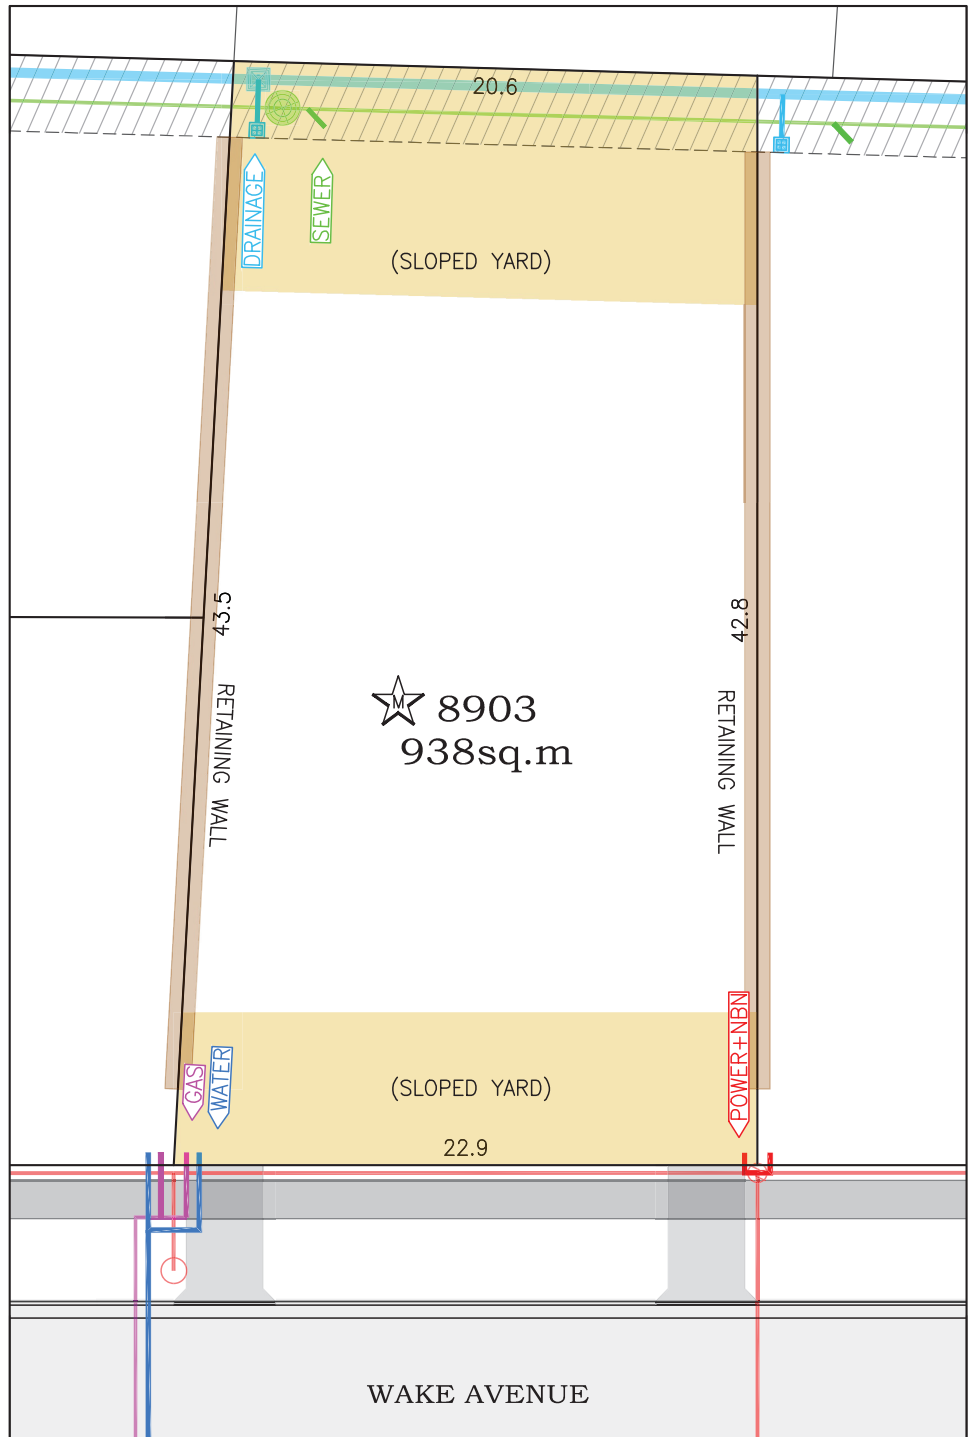 20.6
DRAINAGE
SEWER
(SLOPED YARD)
43.5
42.8
RETAINING WALL
RETAINING WALL
M
8903
938sq.m
POWER+NBN
GAS
WATER
(SLOPED YARD)
22.9
WAKE AVENUE